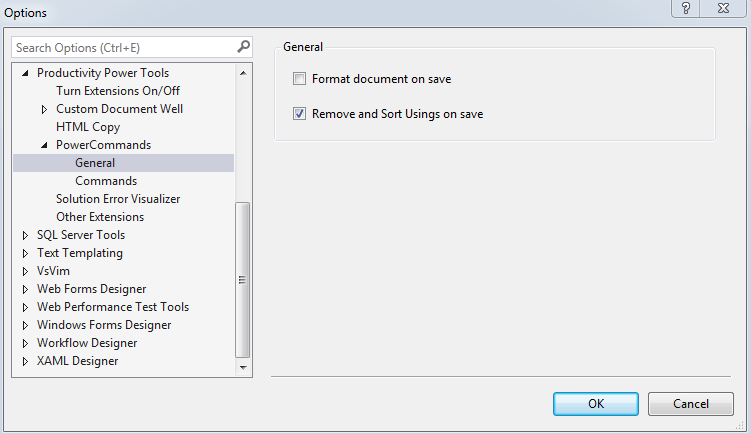 Options
?
Search Options (Ctrl+E)
Productivity Power Tools
Turn Extensions On/Off
Custom Document Well
HTML Copy
PowerCommands
General
Commands
Solution Error Visualizer
Other Extensions
SQL Server Tools
Text Templating
VsVim
Web Forms Designer
Web Performance Test Tools
Windows Forms Designer
Workflow Designer
XAML Designer
General
Format document on save
Remove and Sort Usings on save
OK
Cancel